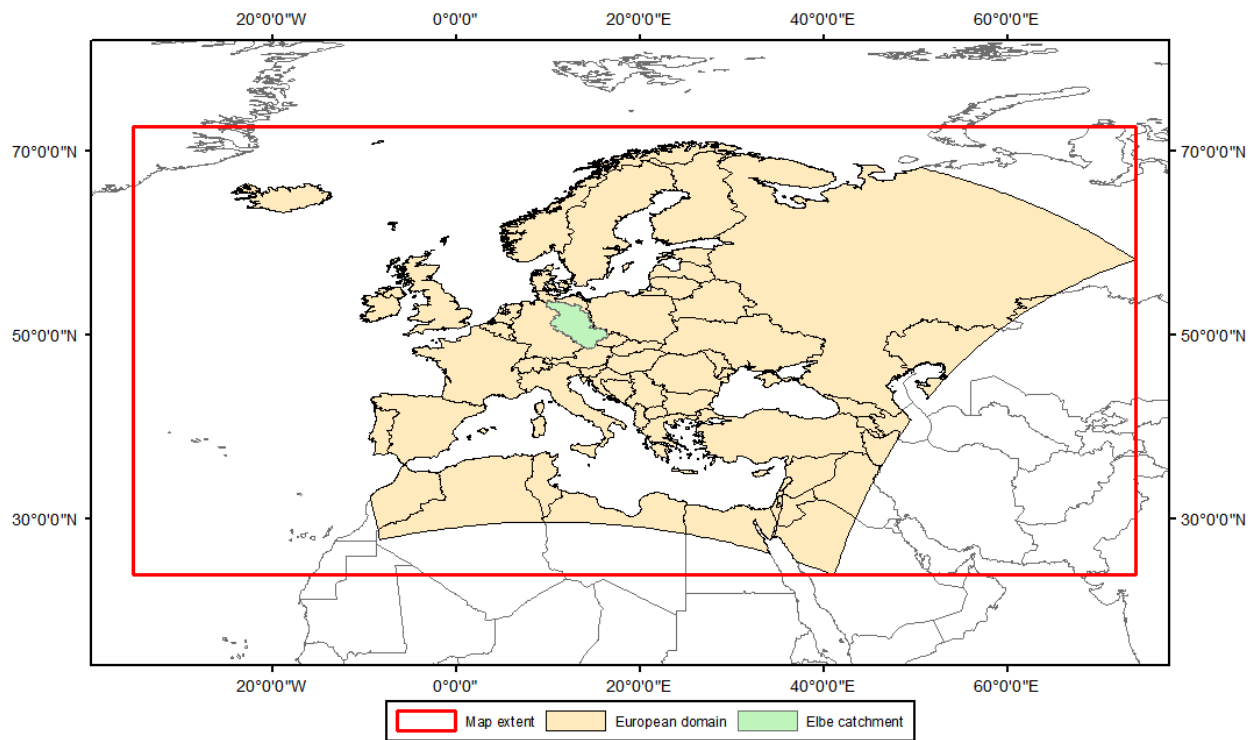 20°0'0"W 0°0'0" 20°0'0"E 40°0'0"E 60°0'0"E
70°0'0"N 70°0'0"N
50°0'0"N 50°0'0"N
30°0'0"N 30°0'0"N
20°0'0"W 0°0'0" 20°0'0"E 40°0'0"E 60°0'0"E
Map extent European domain Elbe catchment